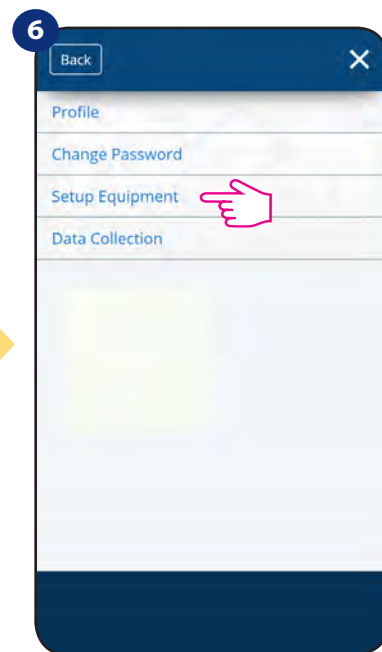 6
Back
Profile
Change Password
Setup Equipment
Data Collection